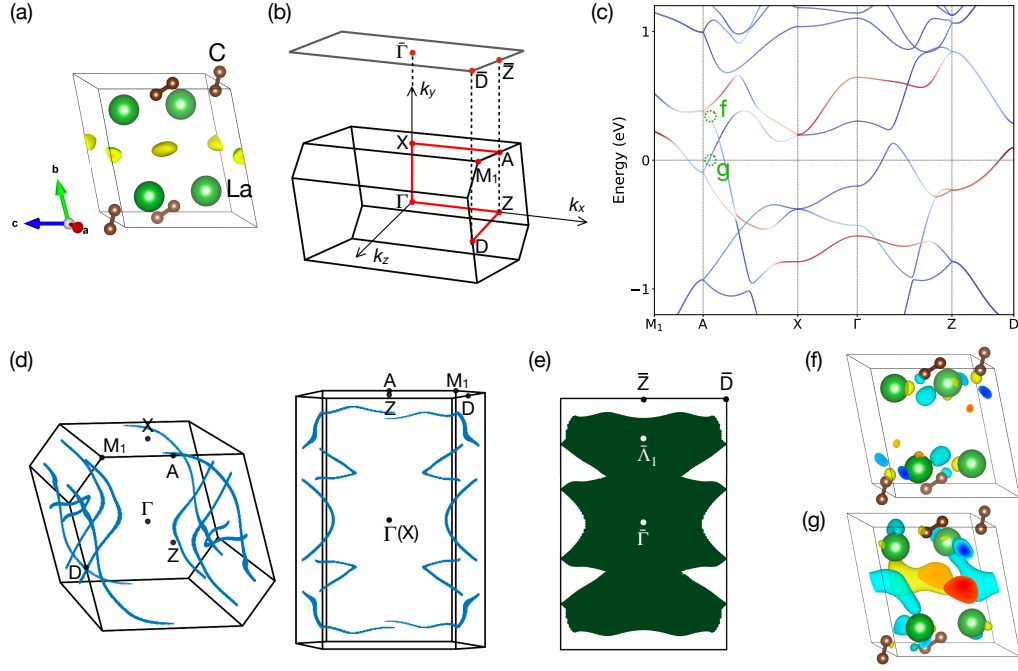 (a)
C
La
b
c
a
(b)
Γ̄
D̄
Z̄
k_y
X
A
M₁
Γ
Z
k_x
D
k_z
(c)
Energy (eV)
1
0
−1
f
g
M₁ A X Γ Z D
(d)
X
M₁
A
Γ
Z
D
A M₁
Z D
Γ̄(X)
(e)
Z̄ D̄
Λ̄₁
Γ̄
(f)
(g)